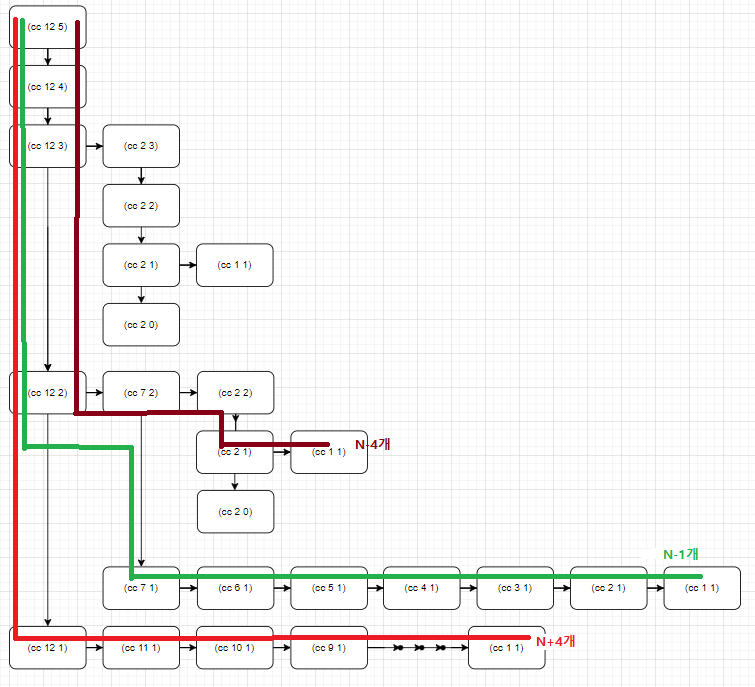 (cc 12 5)
(cc 12 4)
(cc 12 3) (cc 2 3)
(cc 2 2)
(cc 2 1) (cc 1 1)
(cc 2 0)
(cc 12 2) (cc 7 2) (cc 2 2)
(cc 2 1) (cc 1 1) N-4개
(cc 2 0)
N-1개
(cc 7 1) (cc 6 1) (cc 5 1) (cc 4 1) (cc 3 1) (cc 2 1) (cc 1 1)
(cc 12 1) (cc 11 1) (cc 10 1) (cc 9 1) (cc 1 1) N+4개